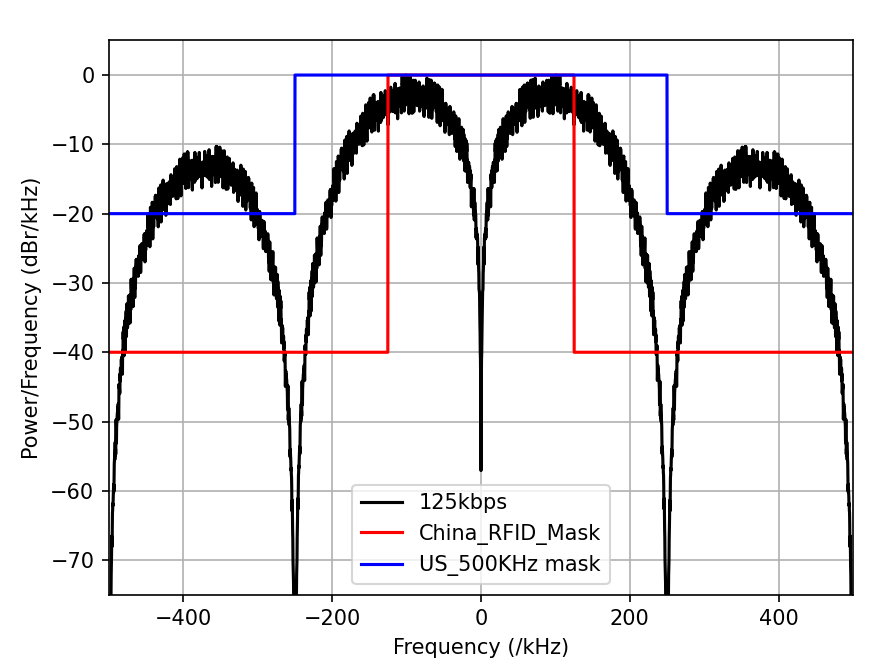 0
−10
−20
−30
−40
−50
−60
−70
Power/Frequency (dBr/kHz)
125kbps
China_RFID_Mask
US_500KHz mask
−400
−200
0
200
400
Frequency (/kHz)